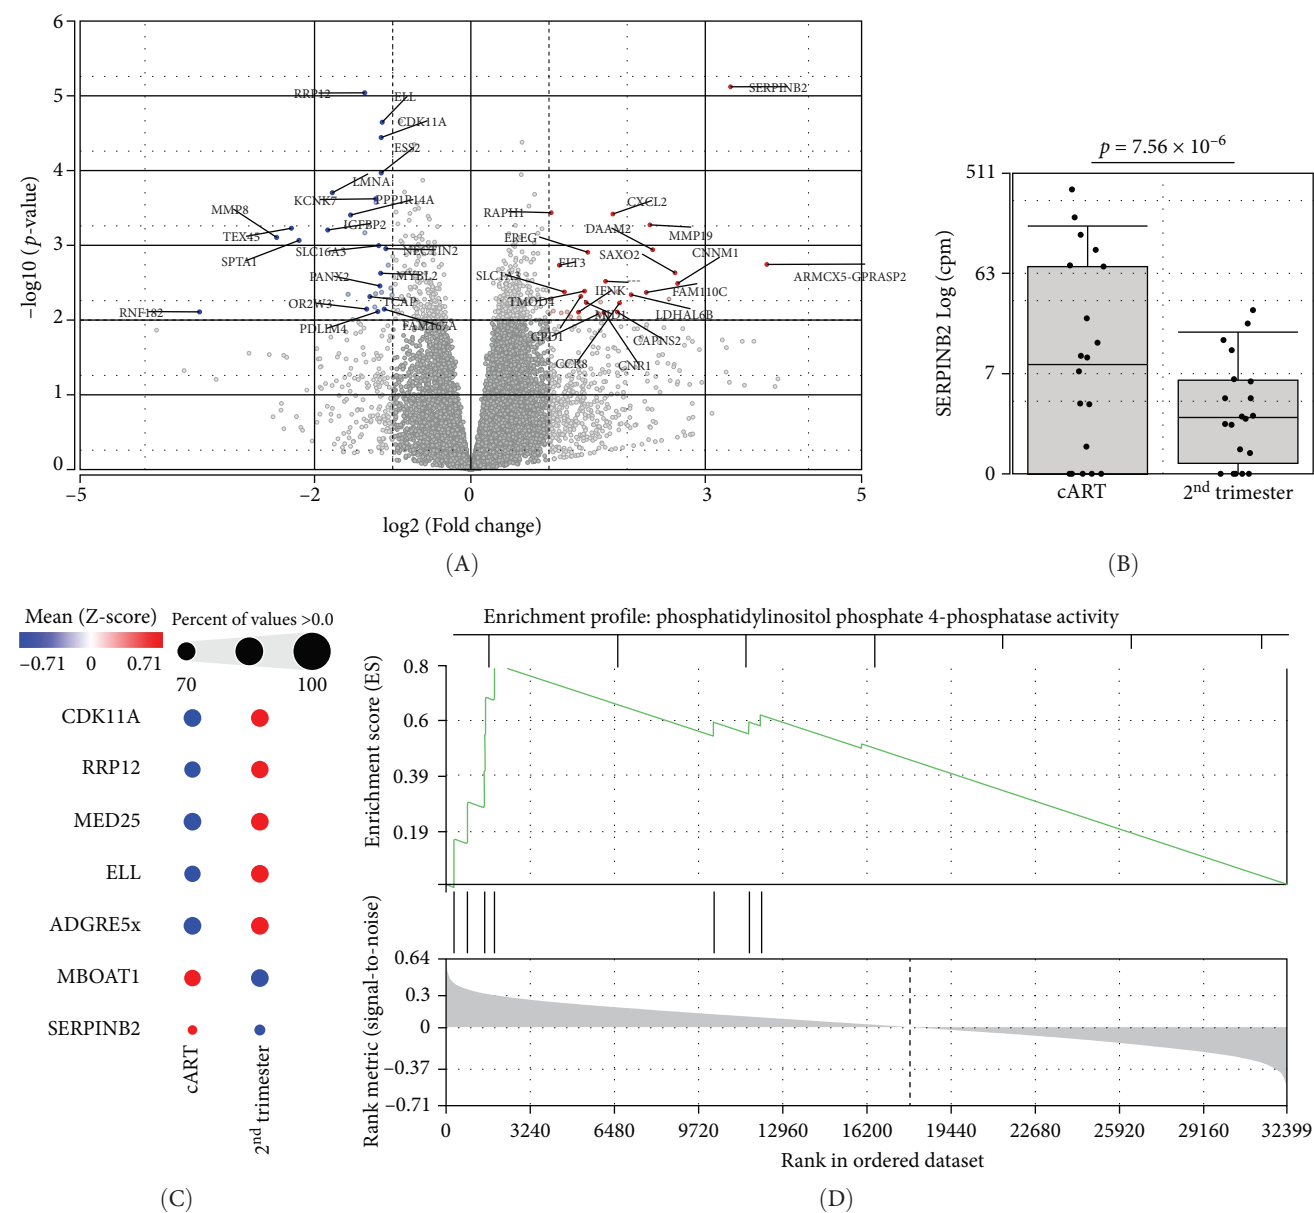 6
5
4
3
2
1
0
–log10 (p-value)
RRP12
ELL
SERPINB2
CDK11A
ESS2
LMNA
KCNK7
PPP1R14A
MMP8
IGFBP2
TEX45
SLC16A3
NECTIN2
SPTA1
PANX2
MYBL2
OR2W3
TCAP
RNF182
PDLIM4
FAM167A
RAPH1
CXCL2
DAAM2
MMP19
EREG
SAXO2
CNNM1
FLT3
SLC1A3
ARMCX5-GPRASP2
IFNK
FAM110C
TMOD4
LDHAL6B
GPD1
CAPNS2
CCR8
CNR1
–5
–2
0
3
5
log2 (Fold change)
(A)
p = 7.56 × 10–6
511
63
7
0
SERPINB2 Log (cpm)
cART
2nd trimester
(B)
Mean (Z-score)
–0.71 0 0.71
Percent of values >0.0
70 100
CDK11A
RRP12
MED25
ELL
ADGRE5x
MBOAT1
SERPINB2
cART
2nd trimester
(C)
Enrichment profile: phosphatidylinositol phosphate 4-phosphatase activity
Enrichment score (ES)
0.8
0.6
0.39
0.19
Rank metric (signal-to-noise)
0.64
0.3
0
–0.37
–0.71
0 3240 6480 9720 12960 16200 19440 22680 25920 29160 32399
Rank in ordered dataset
(D)